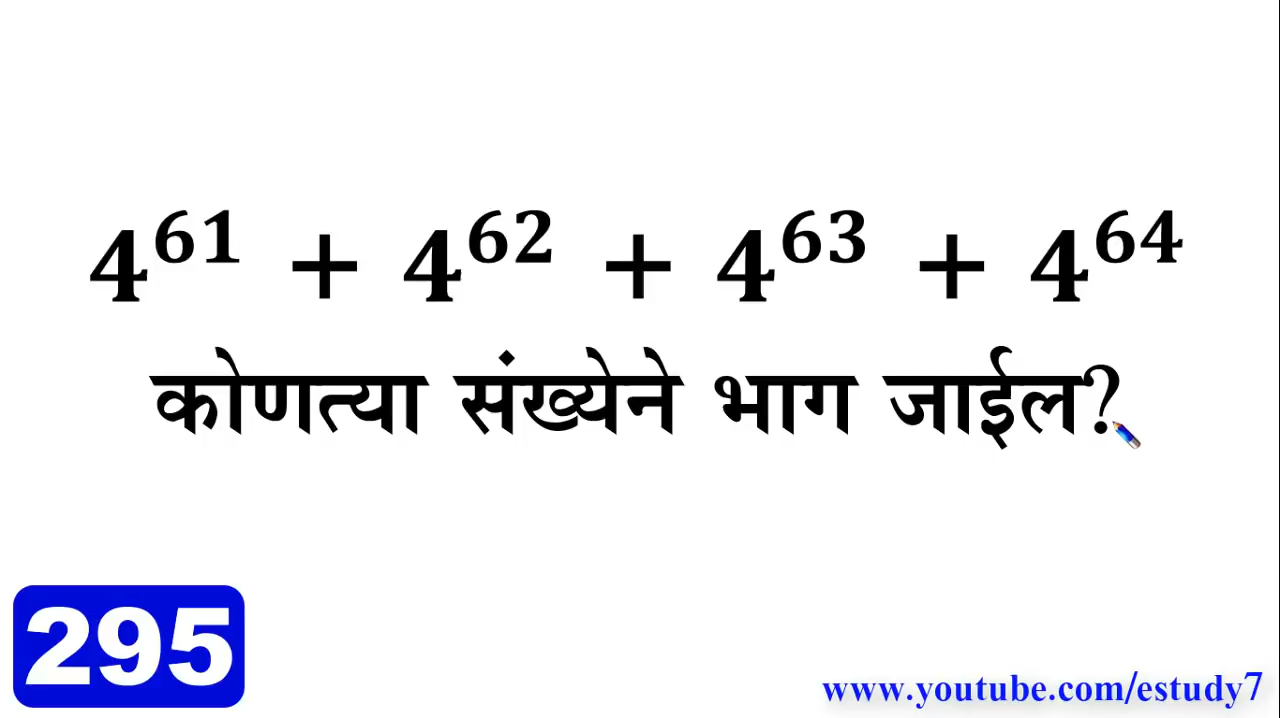 4⁶¹ + 4⁶² + 4⁶³ + 4⁶⁴
कोणत्या संख्येने भाग जाईल?
295
www.youtube.com/estudy7